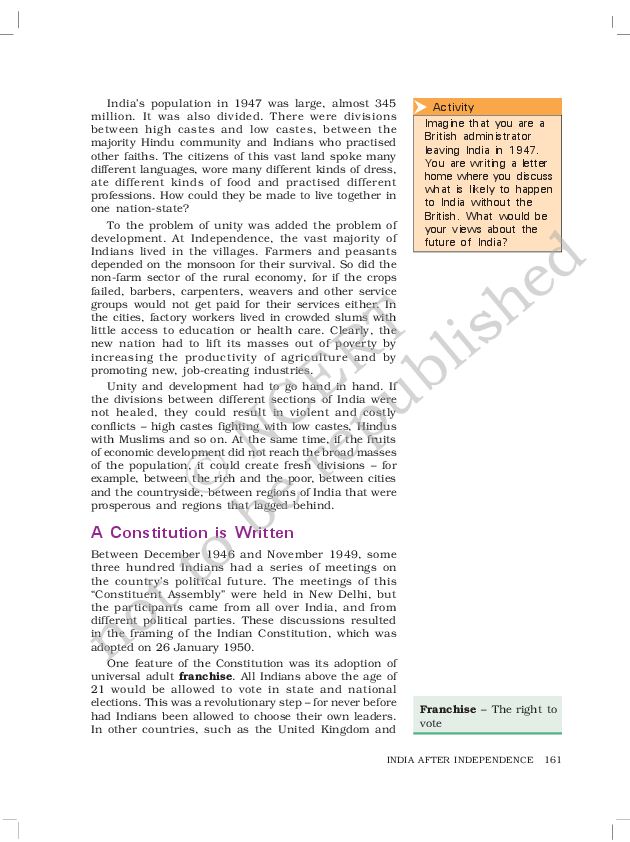 India's population in 1947 was large, almost 345
million. It was also divided. There were divisions
between high castes and low castes, between the
majority Hindu community and Indians who practised
other faiths. The citizens of this vast land spoke many
different languages, wore many different kinds of dress,
ate different kinds of food and practised different
professions. How could they be made to live together in
one nation-state?
To the problem of unity was added the problem of
development. At Independence, the vast majority of
Indians lived in the villages. Farmers and peasants
depended on the monsoon for their survival. So did the
non-farm sector of the rural economy, for if the crops
failed, barbers, carpenters, weavers and other service
groups would not get paid for their services either. In
the cities, factory workers lived in crowded slums with
little access to education or health care. Clearly, the
new nation had to lift its masses out of poverty by
increasing the productivity of agriculture and by
promoting new, job-creating industries.
Unity and development had to go hand in hand. If
the divisions between different sections of India were
not healed, they could result in violent and costly
conflicts – high castes fighting with low castes, Hindus
with Muslims and so on. At the same time, if the fruits
of economic development did not reach the broad masses
of the population, it could create fresh divisions – for
example, between the rich and the poor, between cities
and the countryside, between regions of India that were
prosperous and regions that lagged behind.
A Constitution is Written
Between December 1946 and November 1949, some
three hundred Indians had a series of meetings on
the country's political future. The meetings of this
"Constituent Assembly" were held in New Delhi, but
the participants came from all over India, and from
different political parties. These discussions resulted
in the framing of the Indian Constitution, which was
adopted on 26 January 1950.
One feature of the Constitution was its adoption of
universal adult franchise. All Indians above the age of
21 would be allowed to vote in state and national
elections. This was a revolutionary step – for never before
had Indians been allowed to choose their own leaders.
In other countries, such as the United Kingdom and
Activity
Imagine that you are a
British administrator
leaving India in 1947.
You are writing a letter
home where you discuss
what is likely to happen
to India without the
British. What would be
your views about the
future of India?
Franchise – The right to
vote
INDIA AFTER INDEPENDENCE 161
© NCERT
not to be republished